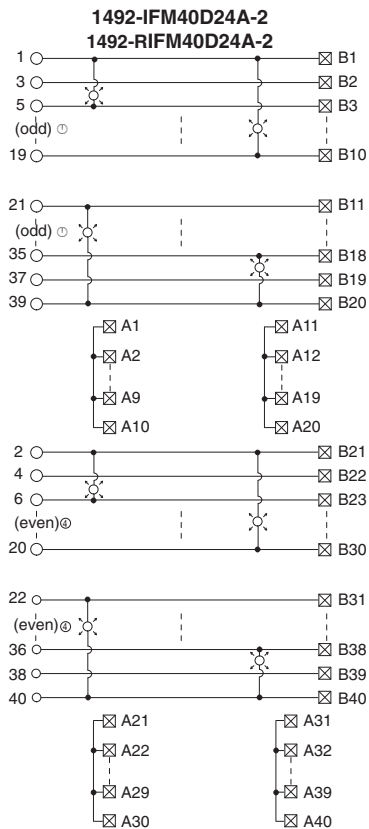 1492-IFM40D24A-2
1492-RIFM40D24A-2
1 B1
3 B2
5 B3
(odd) ①
19 B10
21 B11
(odd) ①
35 B18
37 B19
39 B20
A1 A11
A2 A12
A9 A19
A10 A20
2 B21
4 B22
6 B23
(even)④
20 B30
22 B31
(even)④
36 B38
38 B39
40 B40
A21 A31
A22 A32
A29 A39
A30 A40